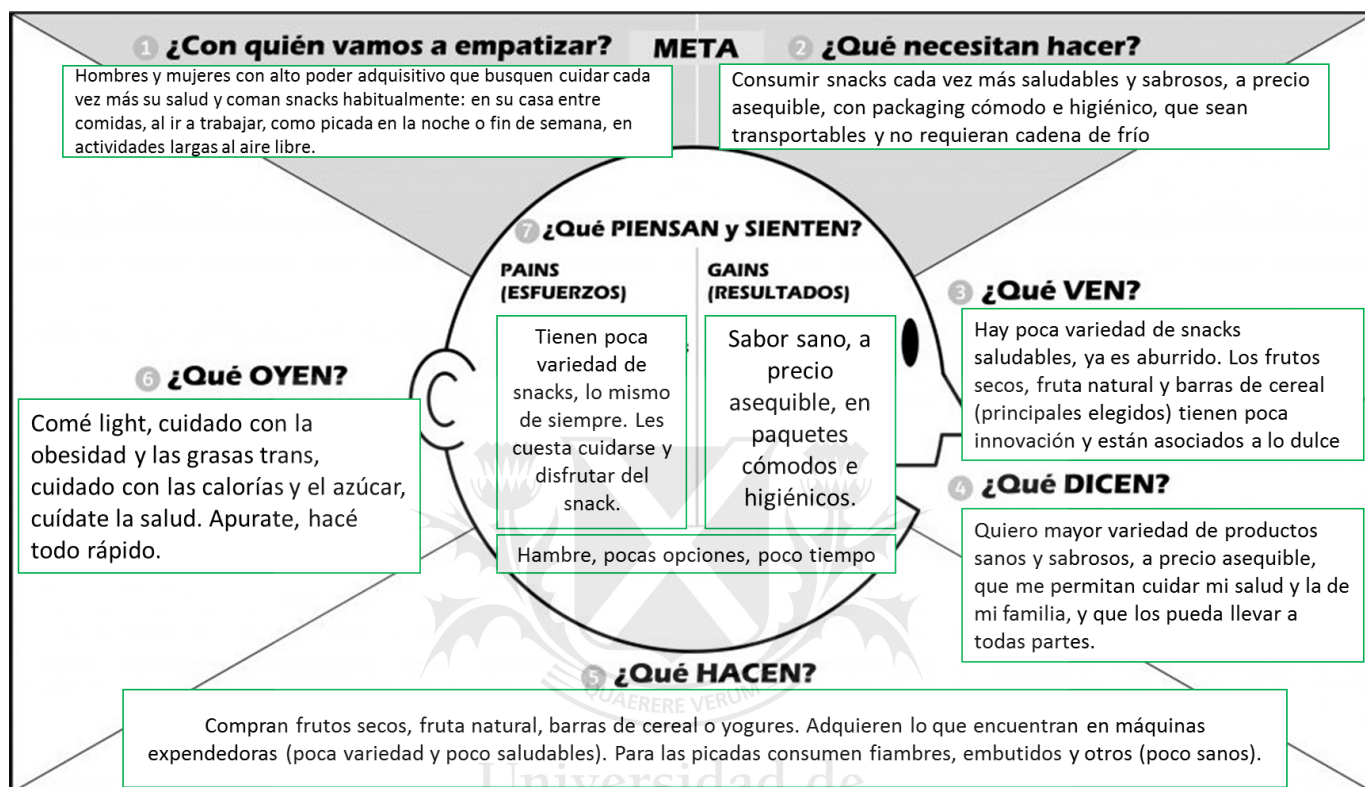 1 ¿Con quién vamos a empatizar?
META
2 ¿Qué necesitan hacer?
Hombres y mujeres con alto poder adquisitivo que busquen cuidar cada
vez más su salud y coman snacks habitualmente: en su casa entre
comidas, al ir a trabajar, como picada en la noche o fin de semana, en
actividades largas al aire libre.
Consumir snacks cada vez más saludables y sabrosos, a precio
asequible, con packaging cómodo e higiénico, que sean
transportables y no requieran cadena de frío
7 ¿Qué PIENSAN y SIENTEN?
PAINS
(ESFUERZOS)
GAINS
(RESULTADOS)
Tienen poca
variedad de
snacks, lo mismo
de siempre. Les
cuesta cuidarse y
disfrutar del
snack.
Sabor sano, a
precio
asequible, en
paquetes
cómodos e
higiénicos.
Hambre, pocas opciones, poco tiempo
3 ¿Qué VEN?
Hay poca variedad de snacks
saludables, ya es aburrido. Los frutos
secos, fruta natural y barras de cereal
(principales elegidos) tienen poca
innovación y están asociados a lo dulce
4 ¿Qué DICEN?
Quiero mayor variedad de productos
sanos y sabrosos, a precio asequible,
que me permitan cuidar mi salud y la de
mi familia, y que los pueda llevar a
todas partes.
6 ¿Qué OYEN?
Comé light, cuidado con la
obesidad y las grasas trans,
cuidado con las calorías y el azúcar,
cuídate la salud. Apurate, hacé
todo rápido.
5 ¿Qué HACEN?
QUAERERE VERUM
Compran frutos secos, fruta natural, barras de cereal o yogures. Adquieren lo que encuentran en máquinas
expendedoras (poca variedad y poco saludables). Para las picadas consumen fiambres, embutidos y otros (poco sanos).
Universidad de